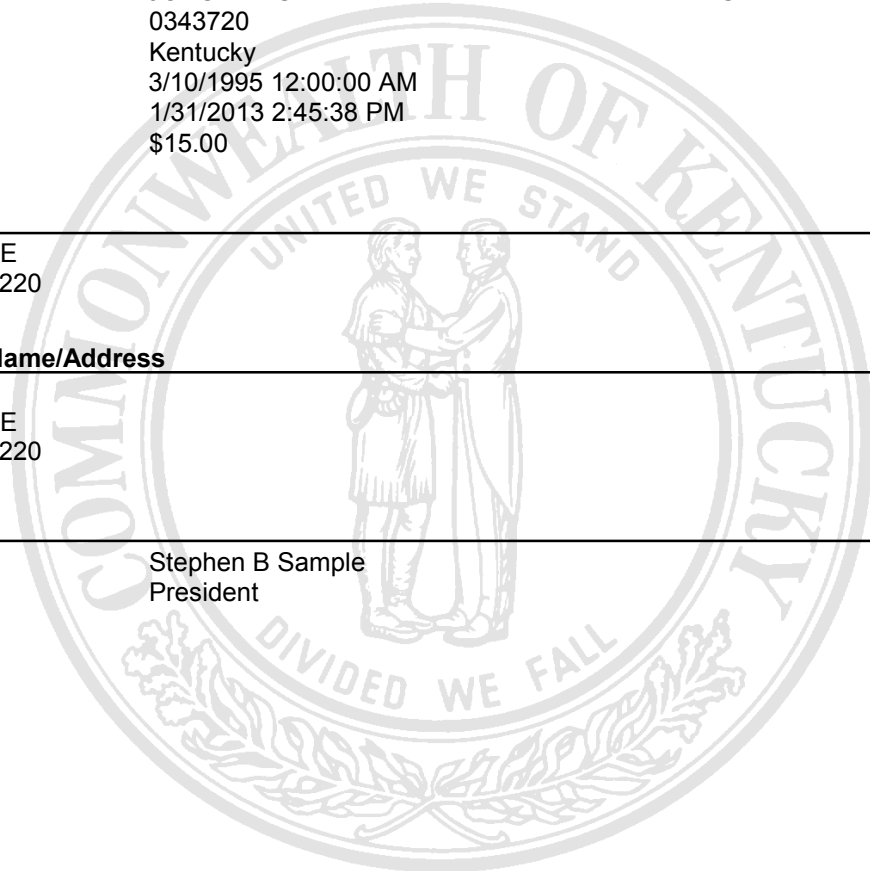 0343720
Kentucky
3/10/1995 12:00:00 AM
1/31/2013 2:45:38 PM
$15.00
E
220
ame/Address
E
220
Stephen B Sample
President
COMMONWEALTH OF KENTUCKY
UNITED WE STAND
DIVIDED WE FALL